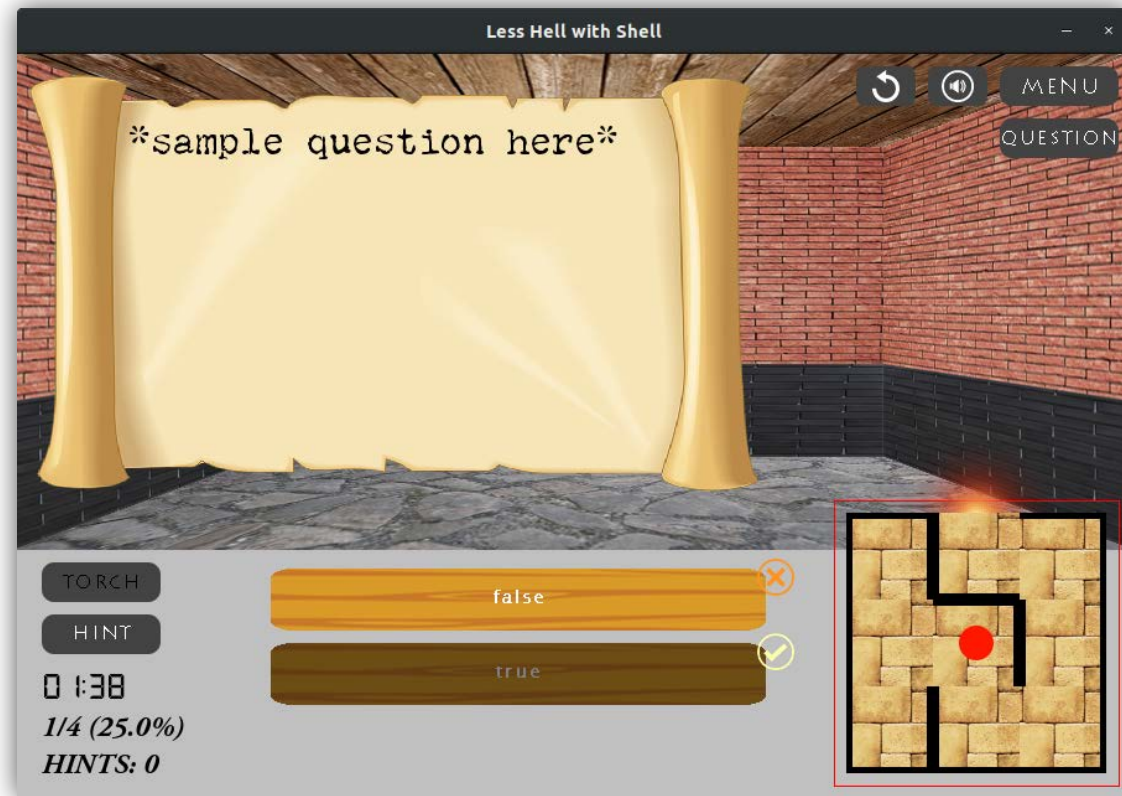 Less Hell with Shell
MENU
QUESTION
*sample question here*
TORCH
HINT
01:38
1/4 (25.0%)
HINTS: 0
false
true